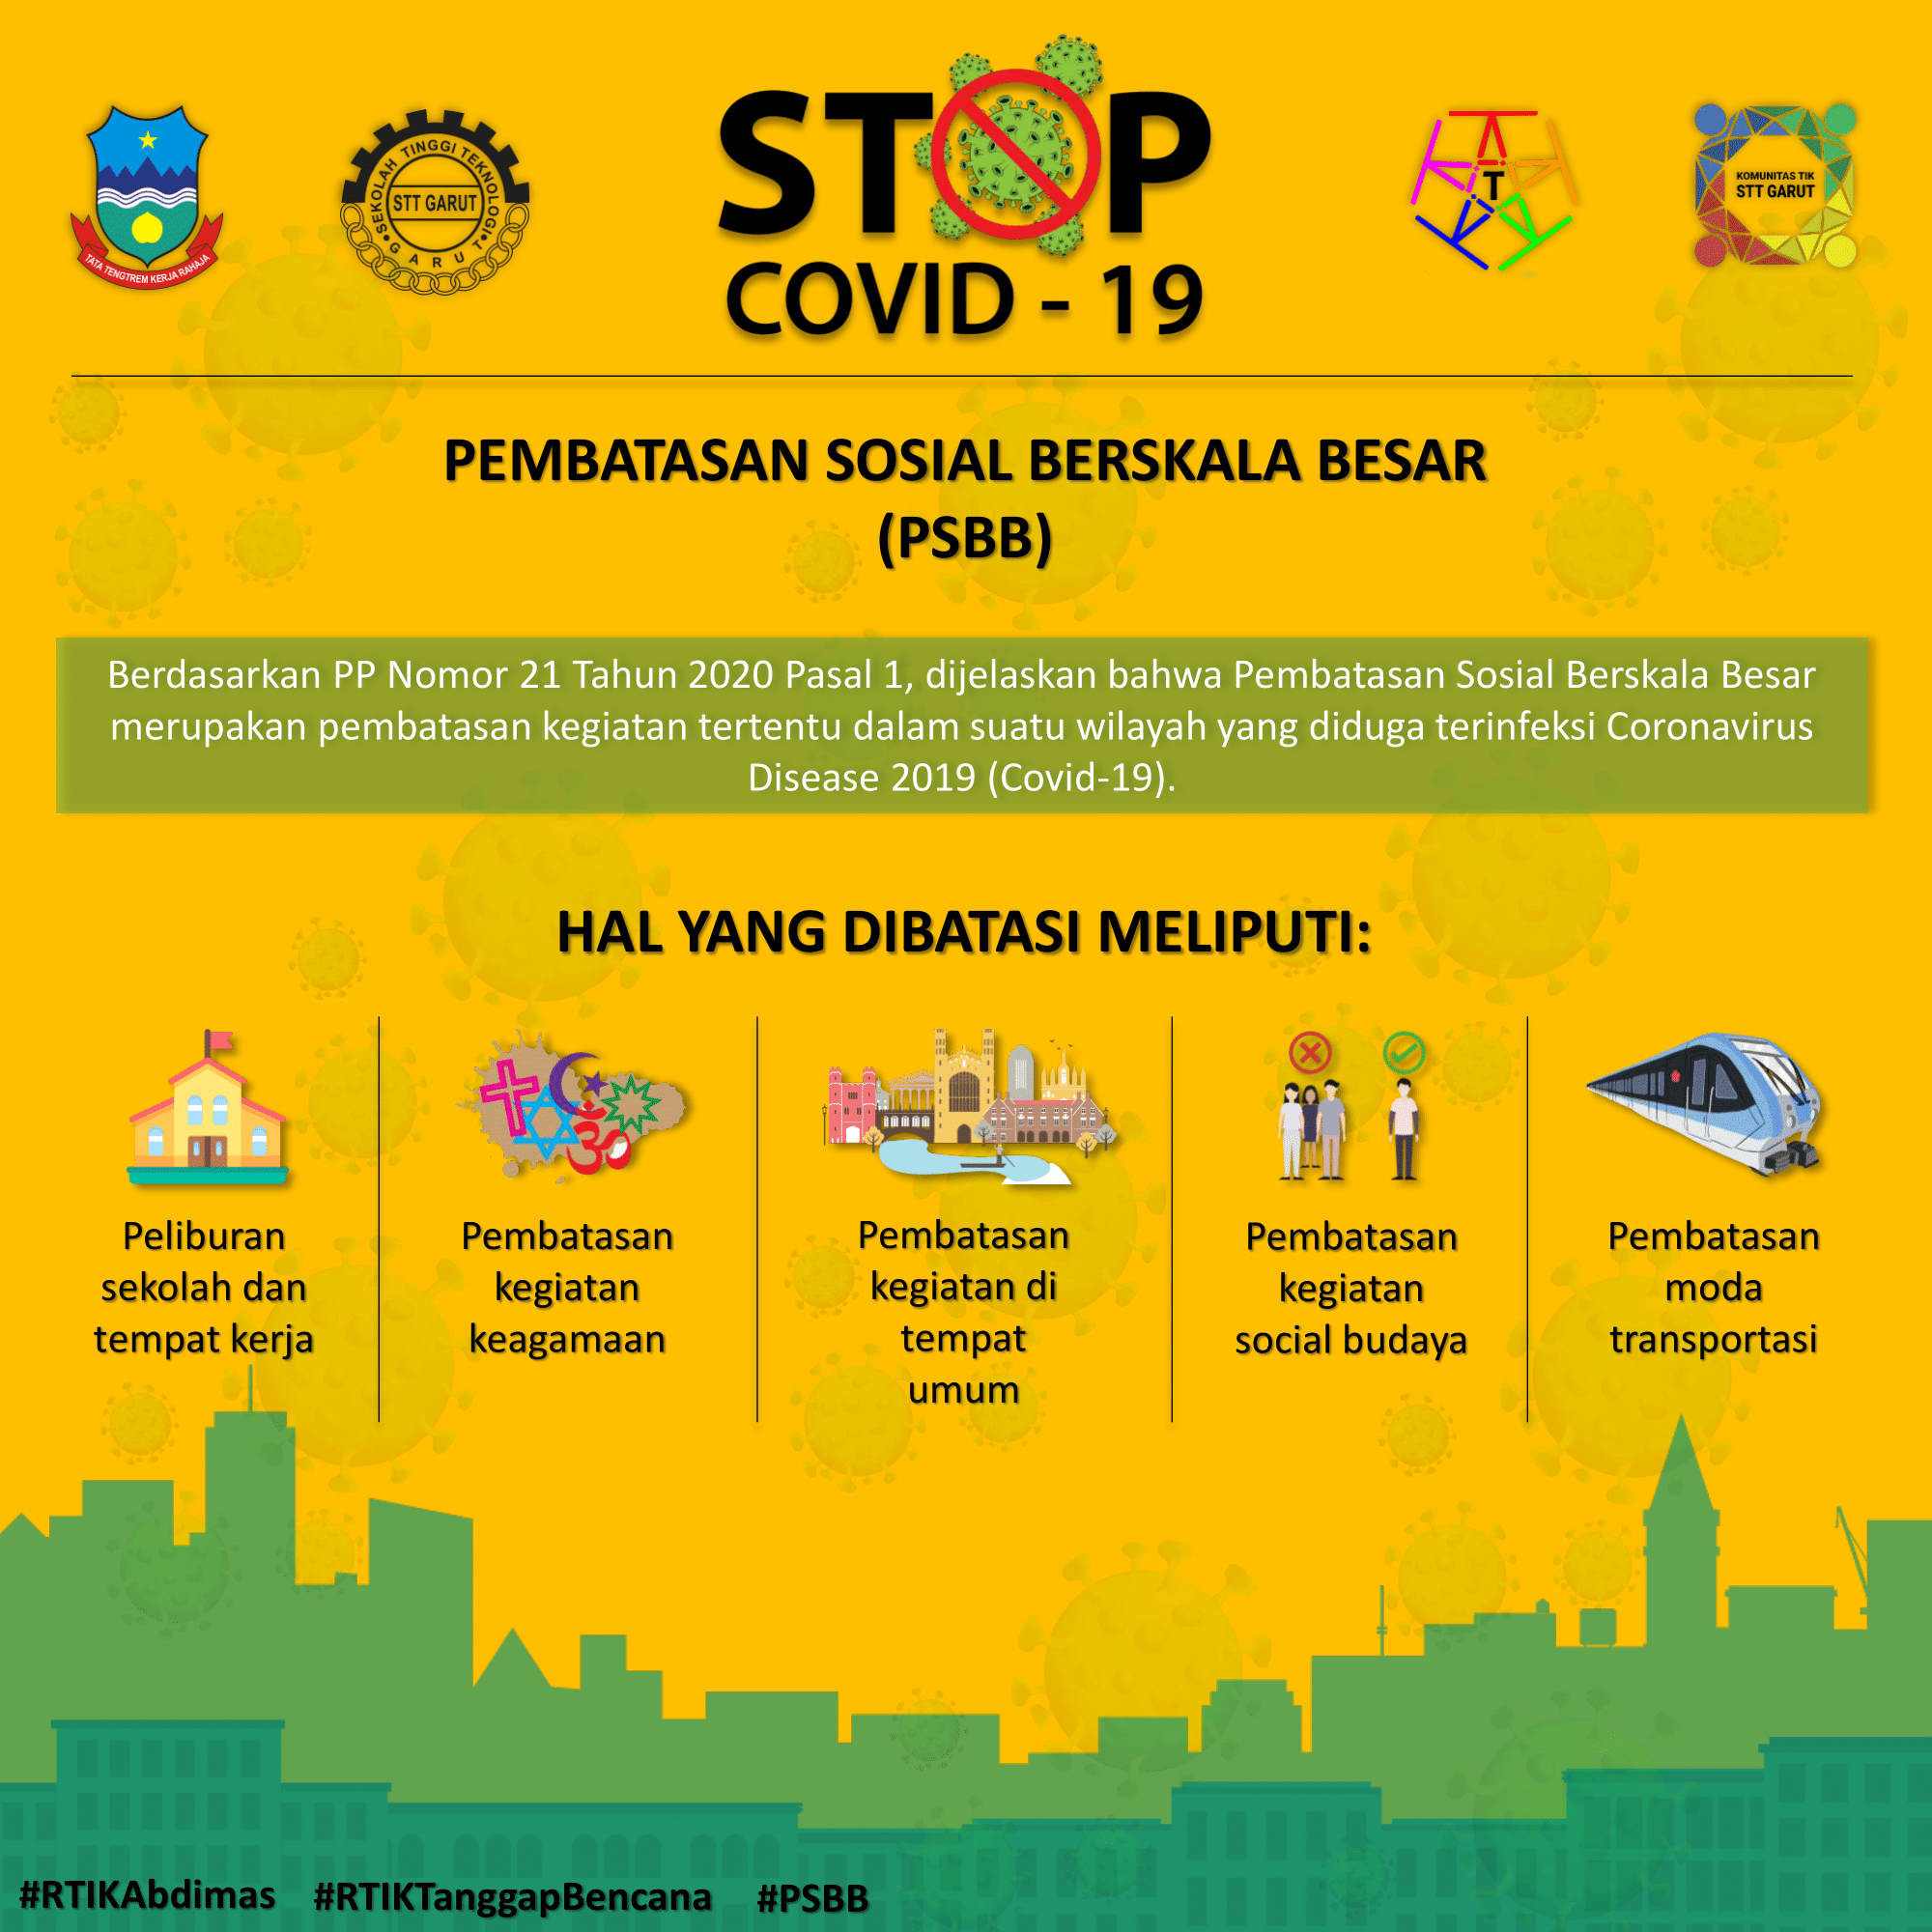 TATA TENGTREM KERJA RAHAJA
SEKOLAH TINGGI TEKNOLOGI
STT GARUT
GARUT
STOP
COVID - 19
T
KOMUNITAS TIK
STT GARUT
PEMBATASAN SOSIAL BERSKALA BESAR
(PSBB)
Berdasarkan PP Nomor 21 Tahun 2020 Pasal 1, dijelaskan bahwa Pembatasan Sosial Berskala Besar
merupakan pembatasan kegiatan tertentu dalam suatu wilayah yang diduga terinfeksi Coronavirus
Disease 2019 (Covid-19).
HAL YANG DIBATASI MELIPUTI:
Peliburan
sekolah dan
tempat kerja
Pembatasan
kegiatan
keagamaan
Pembatasan
kegiatan di
tempat
umum
Pembatasan
kegiatan
social budaya
Pembatasan
moda
transportasi
#RTIKAbdimas #RTIKTanggapBencana #PSBB